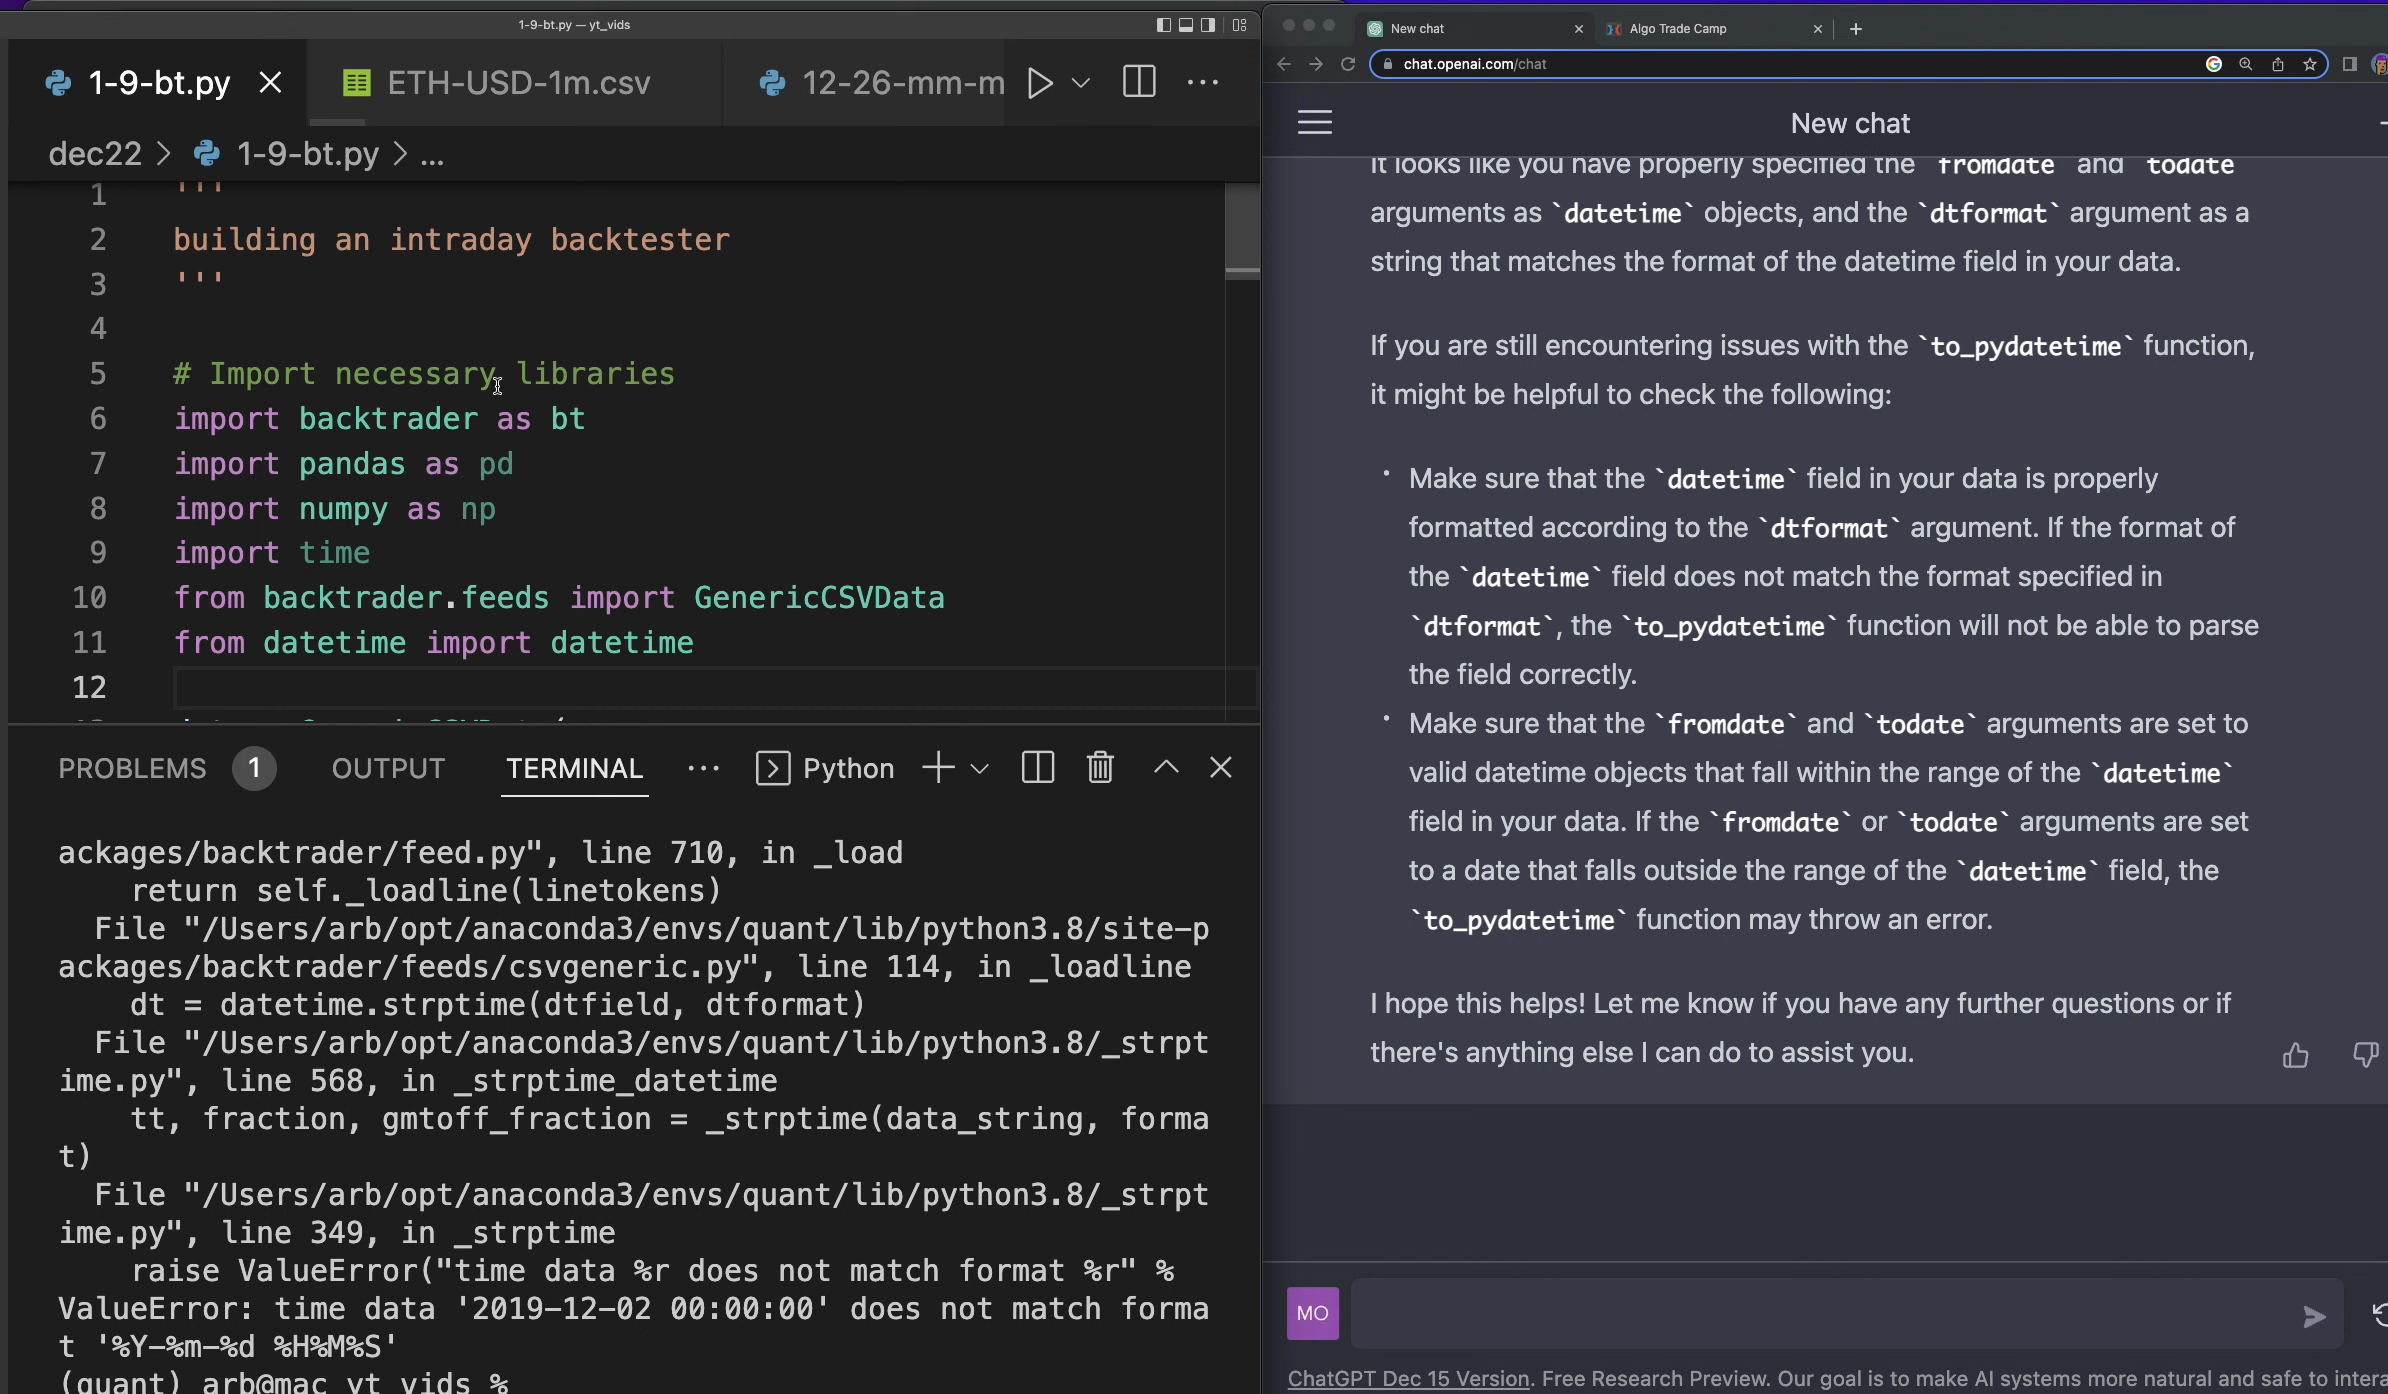 1-9-bt.py — yt_vids
1-9-bt.py
ETH-USD-1m.csv
12-26-mm-m
dec22 > 1-9-bt.py > ...
1 '''
2 building an intraday backtester
3 '''
4
5 # Import necessary libraries
6 import backtrader as bt
7 import pandas as pd
8 import numpy as np
9 import time
10 from backtrader.feeds import GenericCSVData
11 from datetime import datetime
12
PROBLEMS 1 OUTPUT TERMINAL ... Python
ackages/backtrader/feed.py", line 710, in _load
return self._loadline(linetokens)
File "/Users/arb/opt/anaconda3/envs/quant/lib/python3.8/site-p
ackages/backtrader/feeds/csvgeneric.py", line 114, in _loadline
dt = datetime.strptime(dtfield, dtformat)
File "/Users/arb/opt/anaconda3/envs/quant/lib/python3.8/_strpt
ime.py", line 568, in _strptime_datetime
tt, fraction, gmtoff_fraction = _strptime(data_string, forma
t)
File "/Users/arb/opt/anaconda3/envs/quant/lib/python3.8/_strpt
ime.py", line 349, in _strptime
raise ValueError("time data %r does not match format %r" %
ValueError: time data '2019-12-02 00:00:00' does not match forma
t '%Y-%m-%d %H%M%S'
(quant) arb@mac yt_vids %
New chat
Algo Trade Camp
chat.openai.com/chat
New chat
It looks like you have properly specified the `fromdate` and `todate`
arguments as `datetime` objects, and the `dtformat` argument as a
string that matches the format of the datetime field in your data.
If you are still encountering issues with the `to_pydatetime` function,
it might be helpful to check the following:
• Make sure that the `datetime` field in your data is properly
formatted according to the `dtformat` argument. If the format of
the `datetime` field does not match the format specified in
`dtformat`, the `to_pydatetime` function will not be able to parse
the field correctly.
• Make sure that the `fromdate` and `todate` arguments are set to
valid datetime objects that fall within the range of the `datetime`
field in your data. If the `fromdate` or `todate` arguments are set
to a date that falls outside the range of the `datetime` field, the
`to_pydatetime` function may throw an error.
I hope this helps! Let me know if you have any further questions or if
there's anything else I can do to assist you.
MO
ChatGPT Dec 15 Version. Free Research Preview. Our goal is to make AI systems more natural and safe to intera